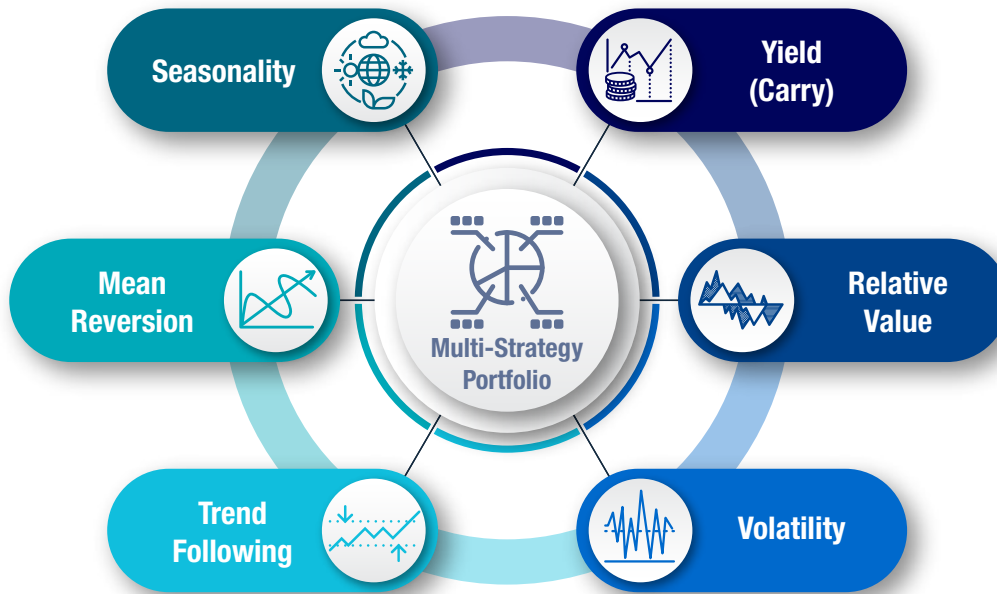 Seasonality
Yield
(Carry)
Mean
Reversion
Multi-Strategy
Portfolio
Relative
Value
Trend
Following
Volatility